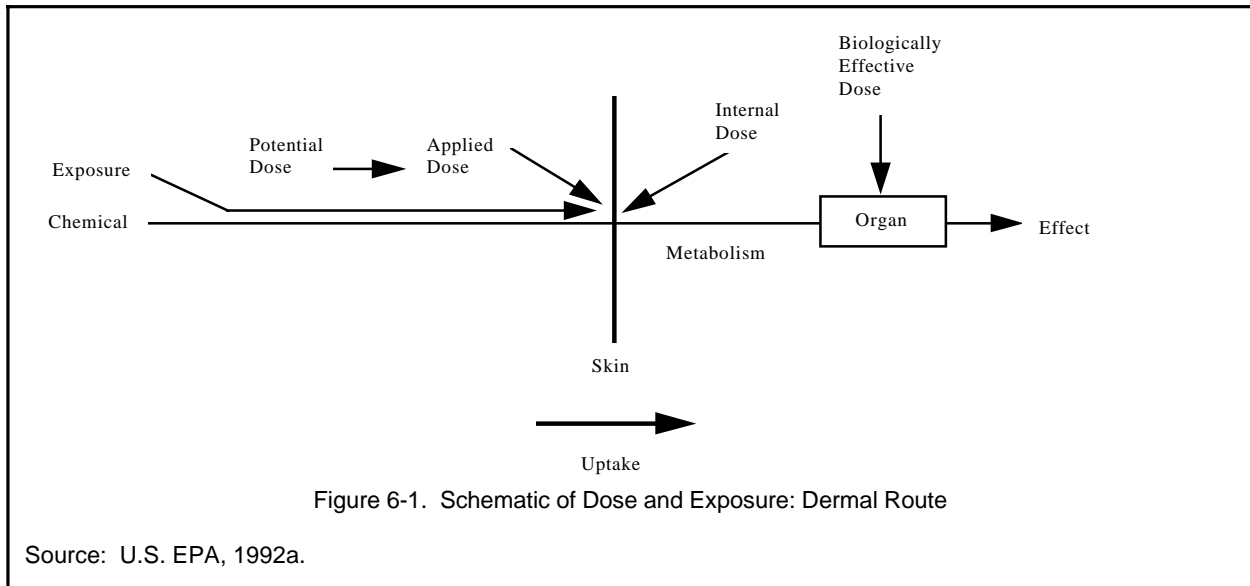 Biologically
Effective
Dose
Internal
Dose
Potential
Dose
Applied
Dose
Exposure
Chemical
Organ
Effect
Metabolism
Skin
Uptake
Figure 6-1. Schematic of Dose and Exposure: Dermal Route
Source: U.S. EPA, 1992a.